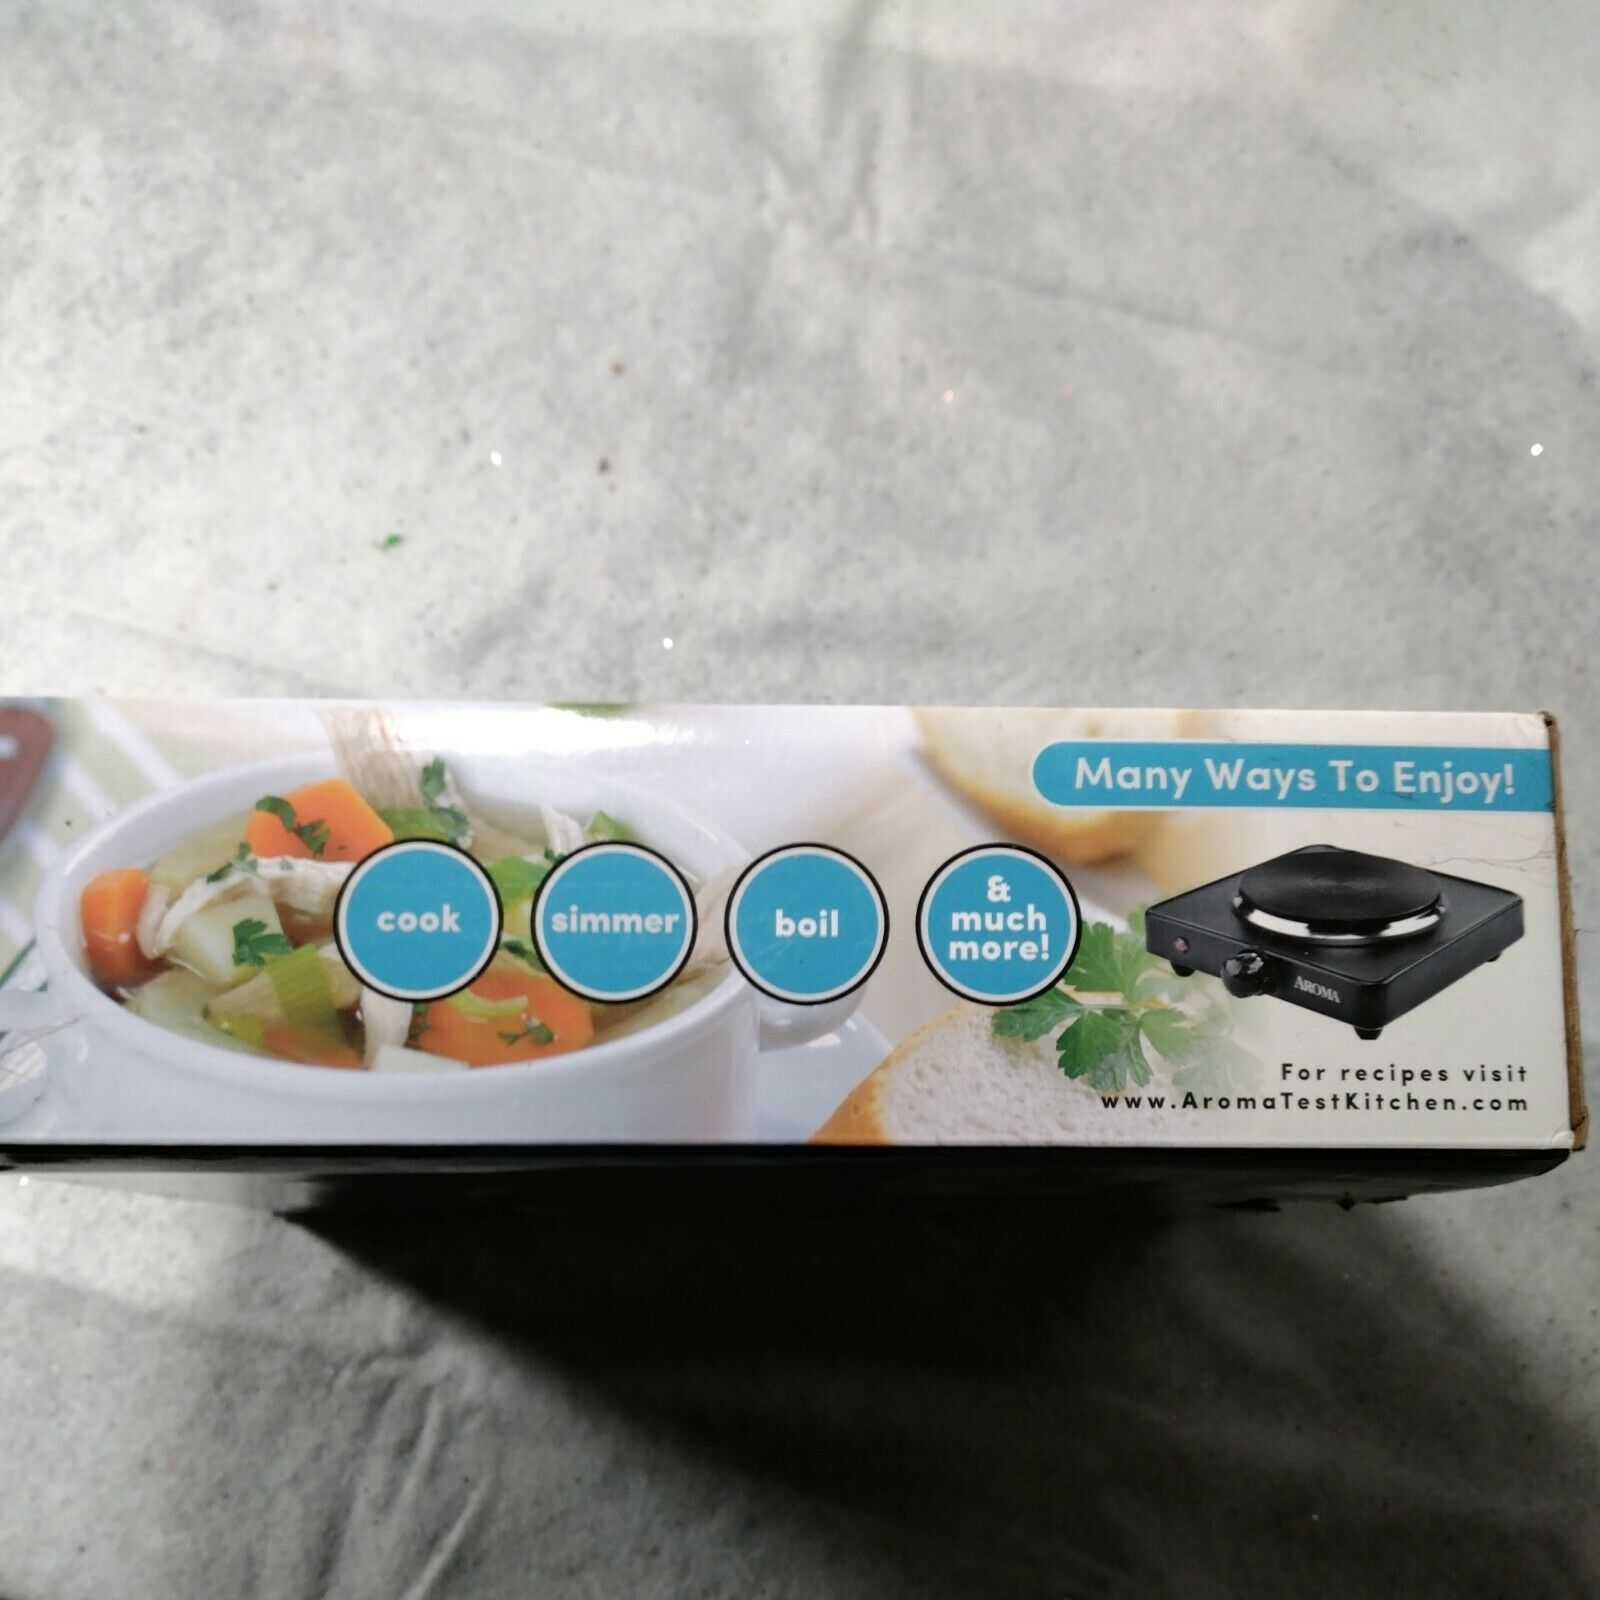 Many Ways To Enjoy!
cook
simmer
boil
&
much
more!
AROMA
For recipes visit
www.AromaTestKitchen.com